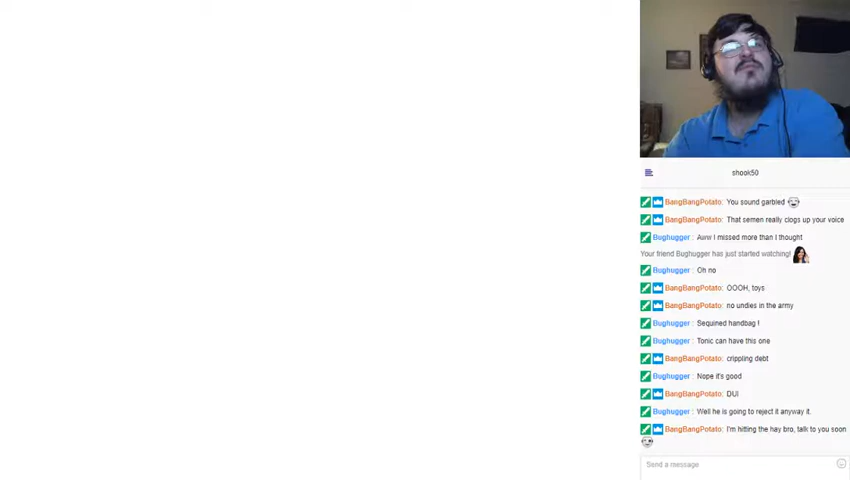 shook50
BangBangPotato: You sound garbled
BangBangPotato: That semen really clogs up your voice
Bughugger: Aww I missed more than I thought
Your friend Bughugger has just started watching!
Bughugger: Oh no
BangBangPotato: OOOH, toys
BangBangPotato: no undies in the army
Bughugger: Sequined handbag !
Bughugger: Tonic can have this one
BangBangPotato: crippling debt
Bughugger: Nope it's good
BangBangPotato: DUI
Bughugger: Well he is going to reject it anyway it.
BangBangPotato: I'm hitting the hay bro, talk to you soon
Send a message